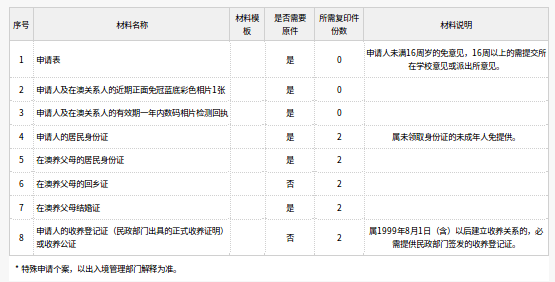 序号 材料名称 材料模板 是否需要原件 所需复印件份数 材料说明
1 申请表 是 0 申请人未满16周岁的免意见，16周以上的需提交所在学校意见或派出所意见。
2 申请人及在澳关系人的近期正面免冠蓝底彩色相片1张 是 0
3 申请人及在澳关系人的有效期一年内数码相片检测回执 是 0
4 申请人的居民身份证 是 2 属未领取身份证的未成年人免提供。
5 在澳养父母的居民身份证 是 2
6 在澳养父母的回乡证 否 2
7 在澳养父母结婚证 是 2
8 申请人的收养登记证（民政部门出具的正式收养证明）或收养公证 否 2 属1999年8月1日（含）以后建立收养关系的，必需提供民政部门签发的收养登记证。
* 特殊申请个案，以出入境管理部门解释为准。